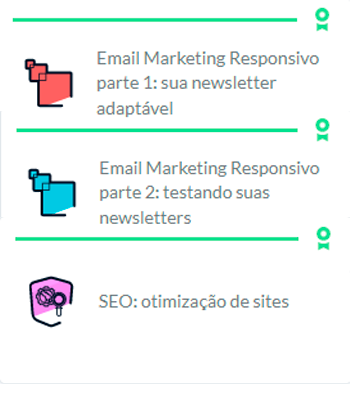 Email Marketing Responsivo
parte 1: sua newsletter
adaptável
Email Marketing Responsivo
parte 2: testando suas
newsletters
SEO: otimização de sites